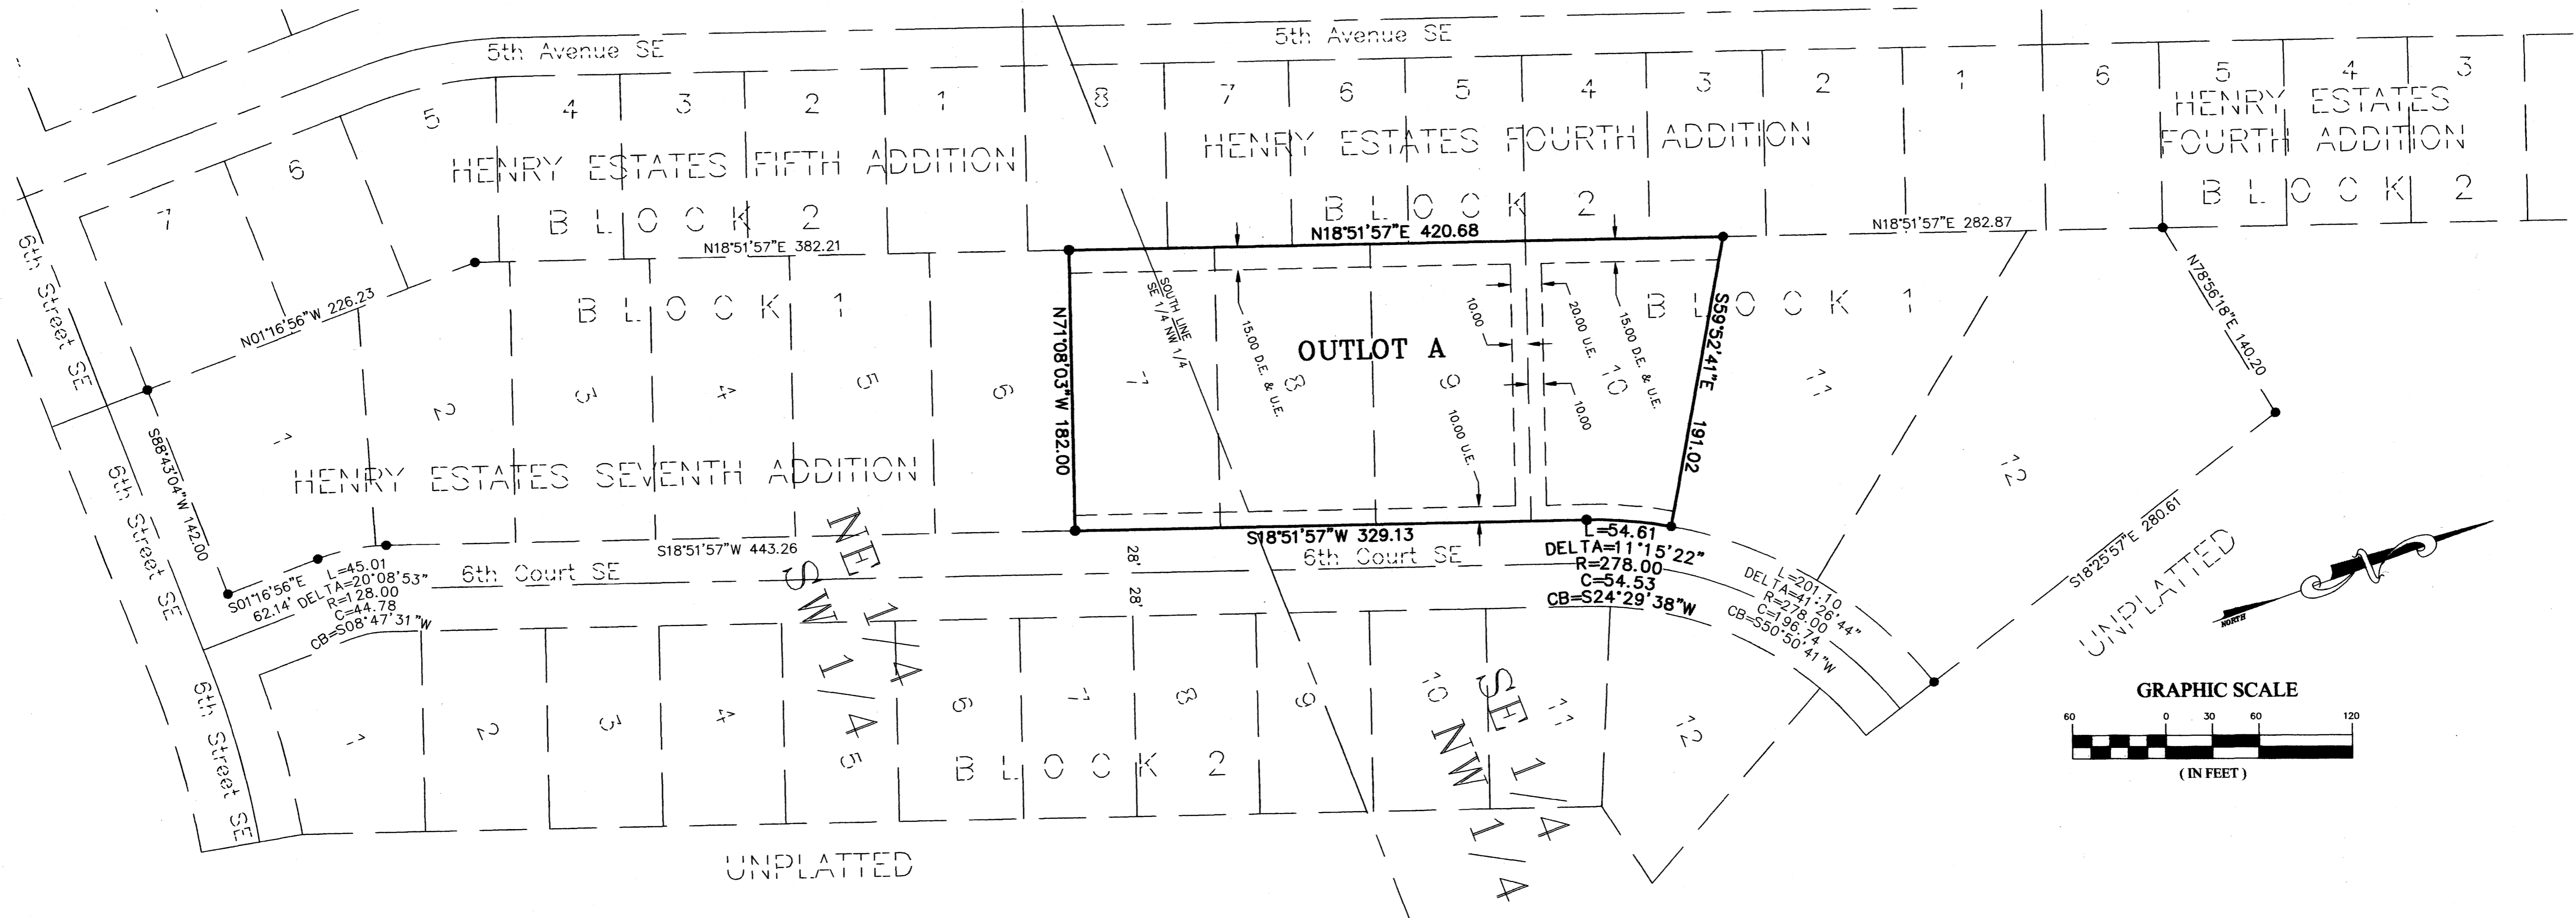 5th Avenue SE
5th Avenue SE
7
6
5
4
3
2
1
8
7
6
5
4
3
2
1
6
5
4
3
HENRY ESTATES FIFTH ADDITION
BLOCK 2
HENRY ESTATES FOURTH ADDITION
BLOCK 2
HENRY ESTATES
FOURTH ADDITION
BLOCK 2
N18°51'57"E 382.21
N18°51'57"E 420.68
N18°51'57"E 282.87
6th Street SE
N01°16'56"W 226.23
BLOCK 1
BLOCK 1
SOUTH LINE
SE 1/4 NW 1/4
N71°08'03"W 182.00
15.00 D.E. & U.E.
OUTLOT A
10.00
20.00 U.E.
15.00 D.E. & U.E.
10.00
10.00 U.E.
S59°52'41"E 191.02
N78°56'18"E 140.20
1
2
3
4
5
6
7
8
9
10
11
12
S88°43'04"W 142.00
6th Street SE
HENRY ESTATES SEVENTH ADDITION
S18°51'57"W 443.26
S18°51'57"W 329.13
S18°25'57"E 280.61
UNPLATTED
NORTH
S01°16'56"E
62.14'
L=45.01
DELTA=20°08'53"
R=128.00
C=44.78
CB=S08°47'31"W
6th Court SE
28'
28'
6th Court SE
L=54.61
DELTA=11°15'22"
R=278.00
C=54.53
CB=S24°29'38"W
L=201.10
DELTA=41°26'44"
R=278.00
C=196.74
CB=S50°50'41"W
NE 1/4
SW 1/4
SE 1/4
NW 1/4
6th Street SE
1
2
3
4
5
6
7
8
9
10
11
12
BLOCK 2
UNPLATTED
GRAPHIC SCALE
60 0 30 60 120
( IN FEET )